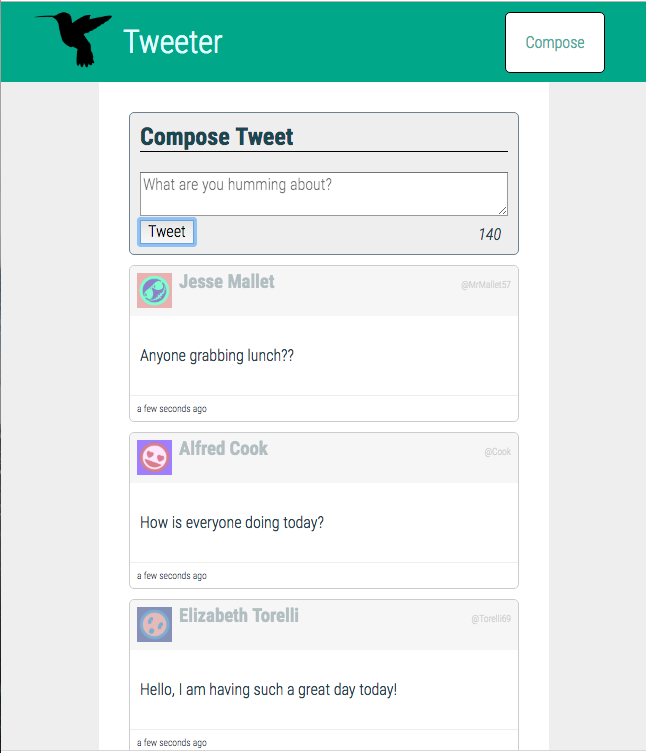 Tweeter
Compose
Compose Tweet
What are you humming about?
Tweet
140
Jesse Mallet
@MrMallet57
Anyone grabbing lunch??
a few seconds ago
Alfred Cook
@Cook
How is everyone doing today?
a few seconds ago
Elizabeth Torelli
@Torelli69
Hello, I am having such a great day today!
a few seconds ago